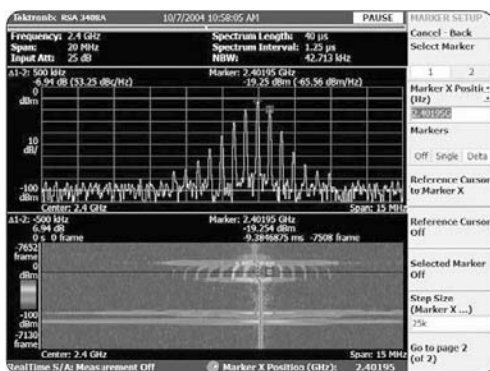 Tektronix RSA 3408A 10/7/2004 10:58:05 AM PAUSE MARKER SETUP
Frequency: 2.4 GHz Spectrum Length: 40 µs Cancel - Back
Span: 20 MHz Spectrum Interval: 1.25 µs Select Marker
Input Att: 25 dB NBW: 42.713 kHz
1 2
Δ1-2: 500 kHz Marker: 2.40195 GHz
-6.94 dB (53.25 dBc/Hz) -19.25 dBm (-65.56 dBm/Hz)
Marker X Positi
(Hz)
0
dBm
2.40195G
Markers
10
dB/
Off Single Delta
-100
dBm
Reference Cursor
to Marker X
Center: 2.4 GHz Span: 15 MHz
Δ1-2: -500 kHz Marker: 2.40195 GHz
6.94 dB -19.254 dBm
0 s 0 frame -9.3846875 ms -7508 frame
Reference Cursor
Off
-7652
frame
0
dBm
Selected Marker
Off
Step Size
(Marker X ...)
25k
-100
dBm
-7130
frame
Center: 2.4 GHz Span: 15 MHz
Go to page 2
(of 2)
RealTime S/A: Measurement Off Marker X Position (GHz): 2.40195